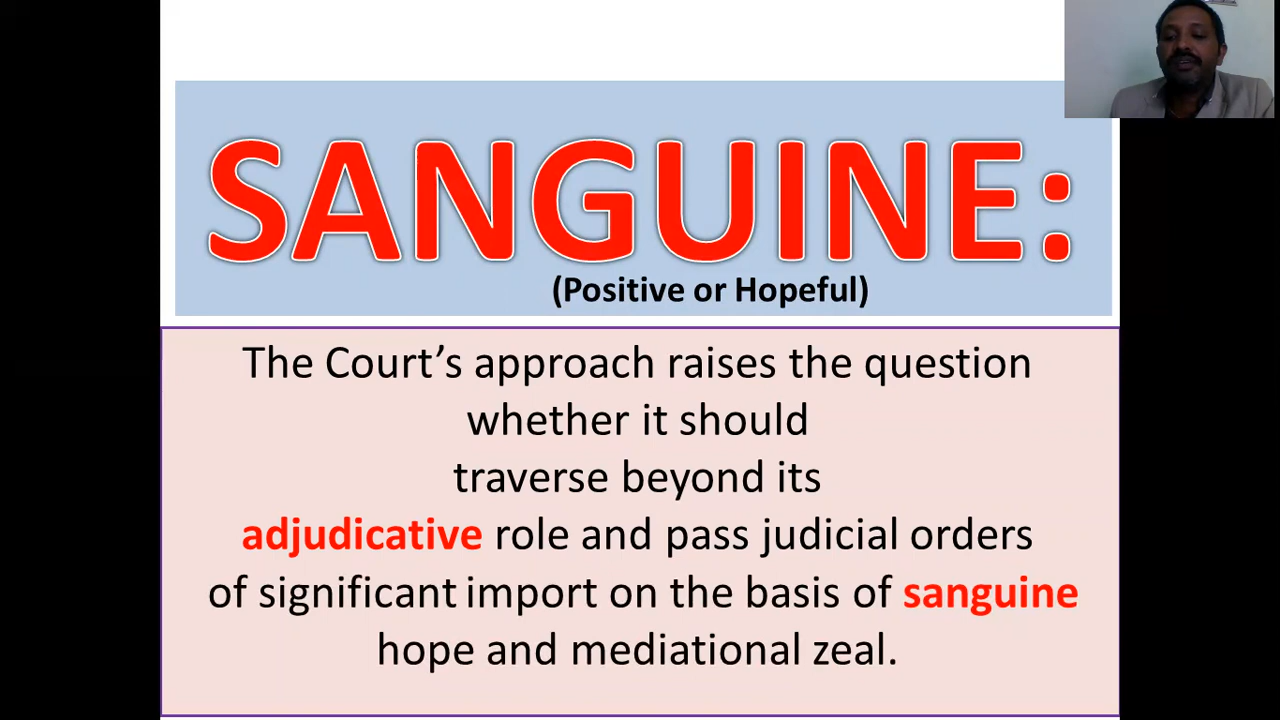 SANGUINE:
(Positive or Hopeful)
The Court’s approach raises the question
whether it should
traverse beyond its
adjudicative role and pass judicial orders
of significant import on the basis of sanguine
hope and mediational zeal.